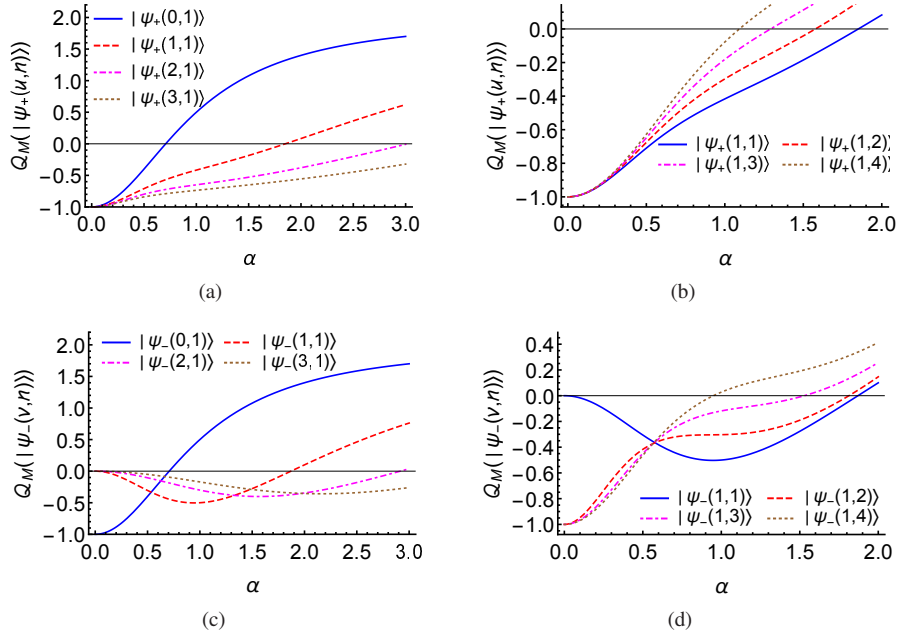 2.0
1.5
1.0
0.5
0.0
−0.5
−1.0
Q_M(|ψ₊(u,n)⟩)
|ψ₊(0,1)⟩
|ψ₊(1,1)⟩
|ψ₊(2,1)⟩
|ψ₊(3,1)⟩
0.0 0.5 1.0 1.5 2.0 2.5 3.0
α
(a)
0.0
−0.2
−0.4
−0.6
−0.8
−1.0
Q_M(|ψ₊(u,n)⟩)
|ψ₊(1,1)⟩ |ψ₊(1,2)⟩
|ψ₊(1,3)⟩ |ψ₊(1,4)⟩
0.0 0.5 1.0 1.5 2.0
α
(b)
2.0
1.5
1.0
0.5
0.0
−0.5
−1.0
Q_M(|ψ₋(v,n)⟩)
|ψ₋(0,1)⟩ |ψ₋(1,1)⟩
|ψ₋(2,1)⟩ |ψ₋(3,1)⟩
0.0 0.5 1.0 1.5 2.0 2.5 3.0
α
(c)
0.4
0.2
0.0
−0.2
−0.4
−0.6
−0.8
−1.0
Q_M(|ψ₋(v,n)⟩)
|ψ₋(1,1)⟩ |ψ₋(1,2)⟩
|ψ₋(1,3)⟩ |ψ₋(1,4)⟩
0.0 0.5 1.0 1.5 2.0
α
(d)